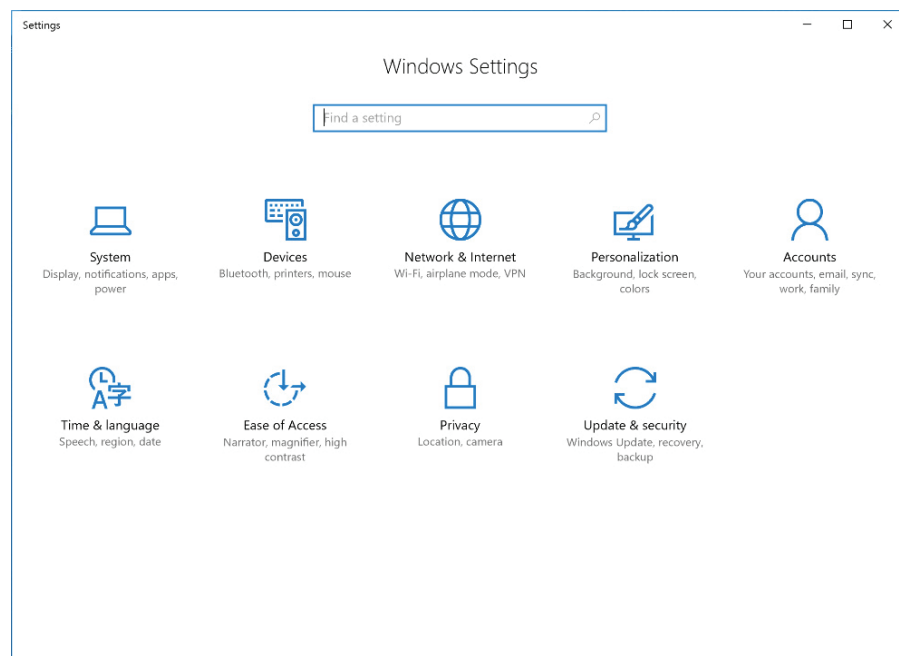 Settings
Windows Settings
Find a setting
System
Display, notifications, apps,
power
Devices
Bluetooth, printers, mouse
Network & Internet
Wi-Fi, airplane mode, VPN
Personalization
Background, lock screen,
colors
Accounts
Your accounts, email, sync,
work, family
A字
Time & language
Speech, region, date
Ease of Access
Narrator, magnifier, high
contrast
Privacy
Location, camera
Update & security
Windows Update, recovery,
backup